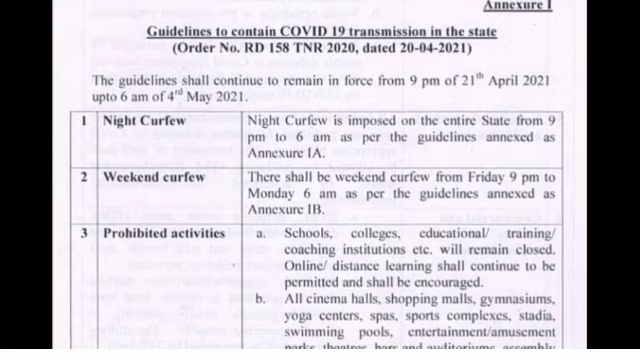 Annexure I
Guidelines to contain COVID 19 transmission in the state
(Order No. RD 158 TNR 2020, dated 20-04-2021)
The guidelines shall continue to remain in force from 9 pm of 21th April 2021
upto 6 am of 4rd May 2021.
1 Night Curfew Night Curfew is imposed on the entire State from 9
pm to 6 am as per the guidelines annexed as
Annexure IA.
2 Weekend curfew There shall be weekend curfew from Friday 9 pm to
Monday 6 am as per the guidelines annexed as
Annexure IB.
3 Prohibited activities a. Schools, colleges, educational/ training/
coaching institutions etc. will remain closed.
Online/ distance learning shall continue to be
permitted and shall be encouraged.
b. All cinema halls, shopping malls, gymnasiums,
yoga centers, spas, sports complexes, stadia,
swimming pools, entertainment/amusement
parks, theatres, bars and auditoriums, assembly